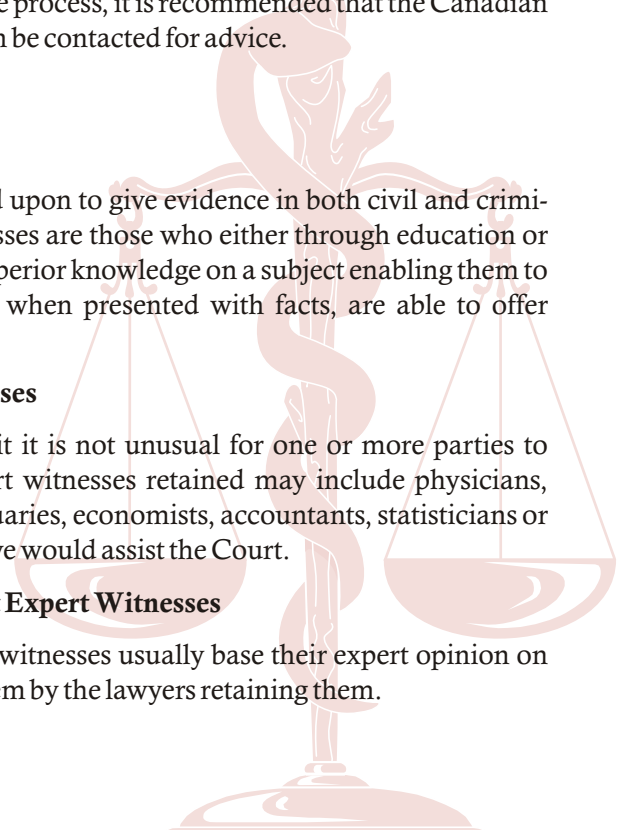 e process, it is recommended that the Canadian
n be contacted for advice.
d upon to give evidence in both civil and crimi-
sses are those who either through education or
perior knowledge on a subject enabling them to
when presented with facts, are able to offer
ses
it it is not unusual for one or more parties to
rt witnesses retained may include physicians,
uaries, economists, accountants, statisticians or
ve would assist the Court.
t Expert Witnesses
witnesses usually base their expert opinion on
em by the lawyers retaining them.